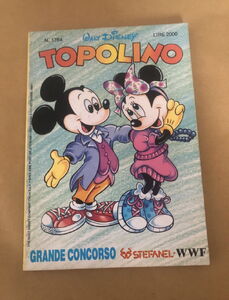 N. 1784
WALT DISNEY
LIRE 2000
TOPOLINO
GRANDE CONCORSO STEFANEL-WWF